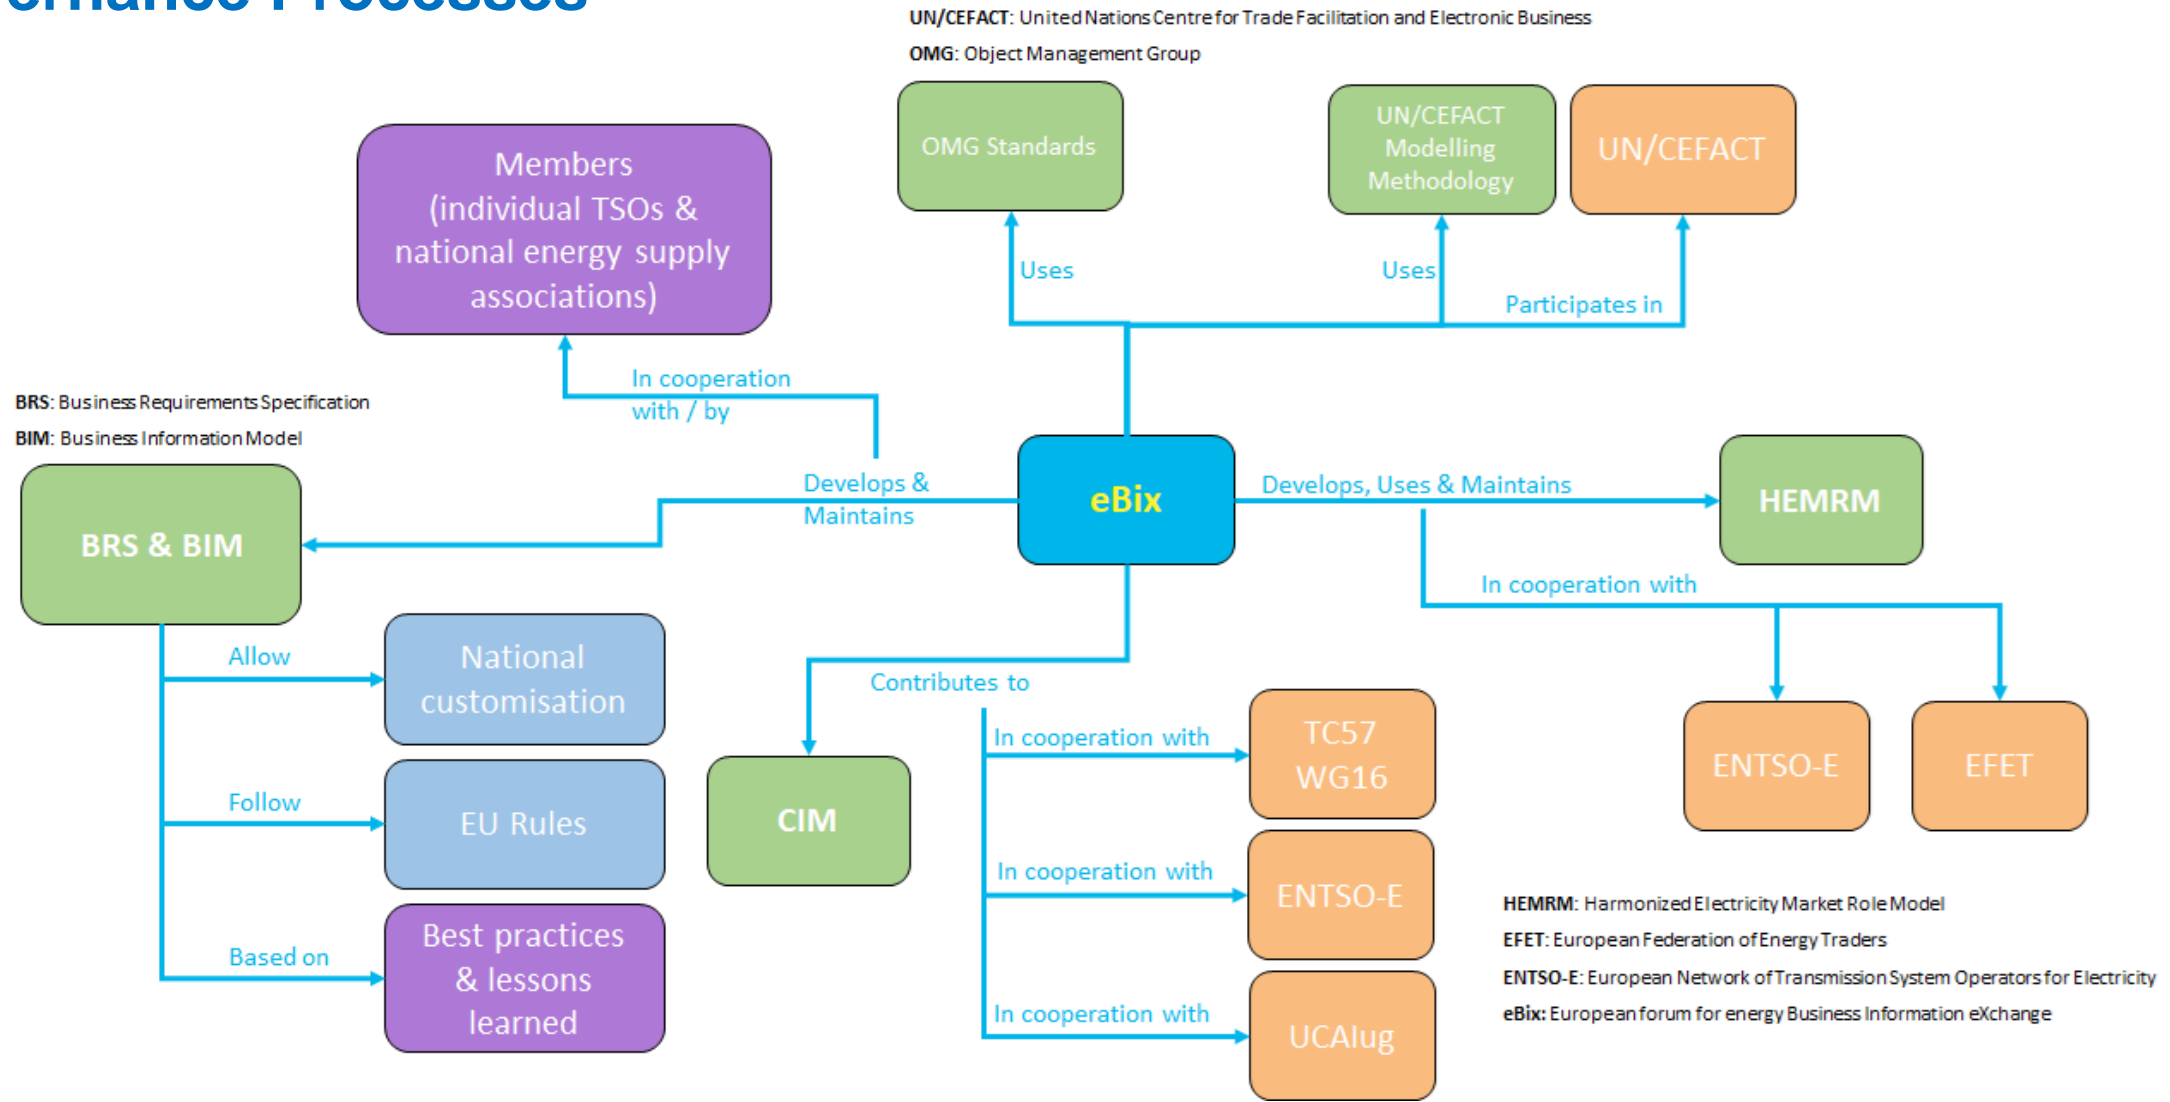 ernance Processes
UN/CEFACT: United Nations Centre for Trade Facilitation and Electronic Business
OMG: Object Management Group
OMG Standards
UN/CEFACT
Modelling
Methodology
UN/CEFACT
Members
(individual TSOs &
national energy supply
associations)
Uses
Uses
Participates in
In cooperation
with / by
BRS: Business Requirements Specification
BIM: Business Information Model
Develops &
Maintains
eBix
Develops, Uses & Maintains
HEMRM
BRS & BIM
In cooperation with
Allow
National
customisation
Contributes to
In cooperation with
TC57
WG16
ENTSO-E
EFET
Follow
EU Rules
CIM
In cooperation with
ENTSO-E
Based on
Best practices
& lessons
learned
In cooperation with
UCAIug
HEMRM: Harmonized Electricity Market Role Model
EFET: European Federation of Energy Traders
ENTSO-E: European Network of Transmission System Operators for Electricity
eBix: European forum for energy Business Information eXchange